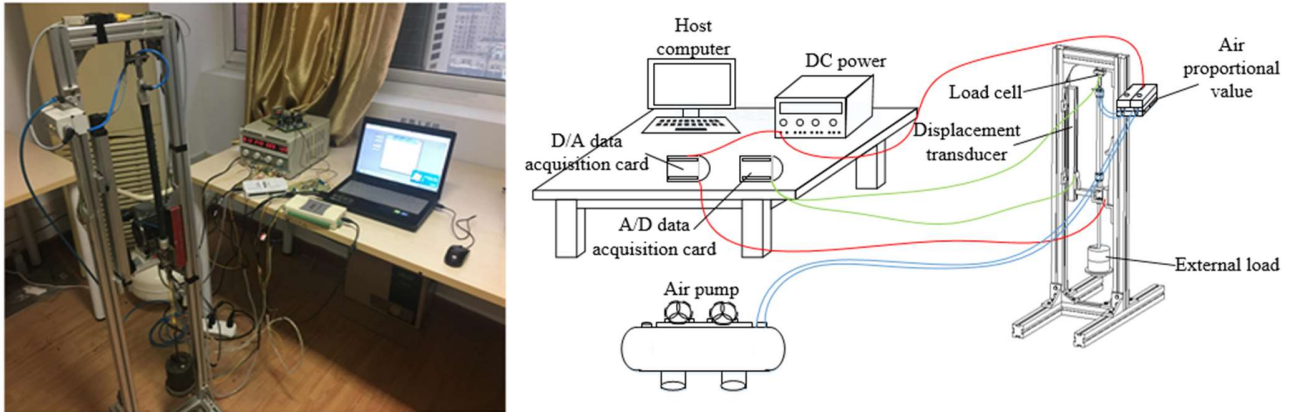 Host
computer
DC power
Air
proportional
value
Load cell
Displacement
transducer
D/A data
acquisition card
A/D data
acquisition card
External load
Air pump